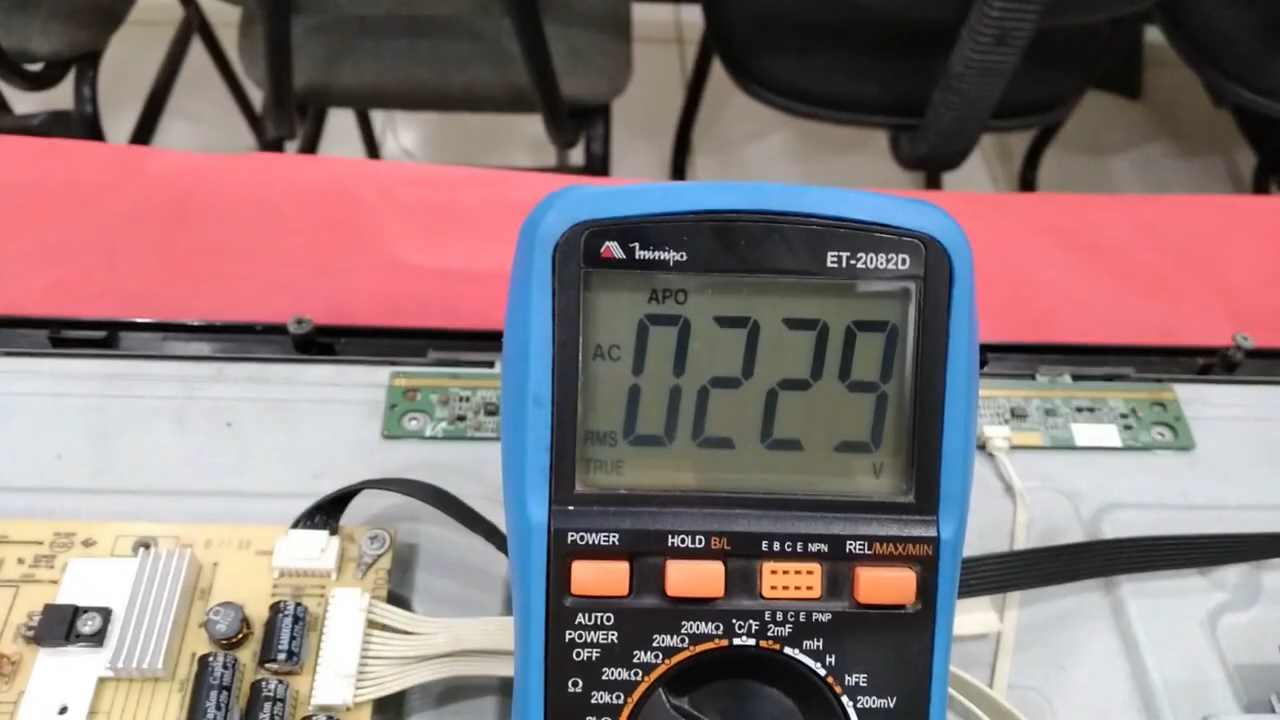 minipa ET-2082D
APO
AC 0229
RMS
TRUE V
POWER HOLD B/L E B C E NPN REL/MAX/MIN
E B C E PNP
AUTO
POWER
OFF
200MΩ °C/°F 2mF
20MΩ mH
2MΩ H
200kΩ hFE
Ω 20kΩ 200mV